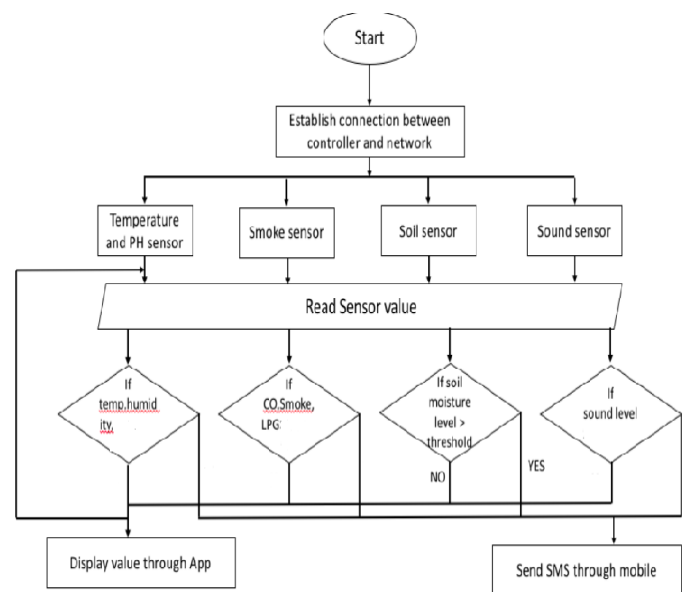 Start
Establish connection between
controller and network
Temperature
and PH sensor
Smoke sensor
Soil sensor
Sound sensor
Read Sensor value
If
temp,humid
ity,
If
CO,Smoke,
LPG:
If soil
moisture
level >
threshold
If
sound level
NO
YES
Display value through App
Send SMS through mobile